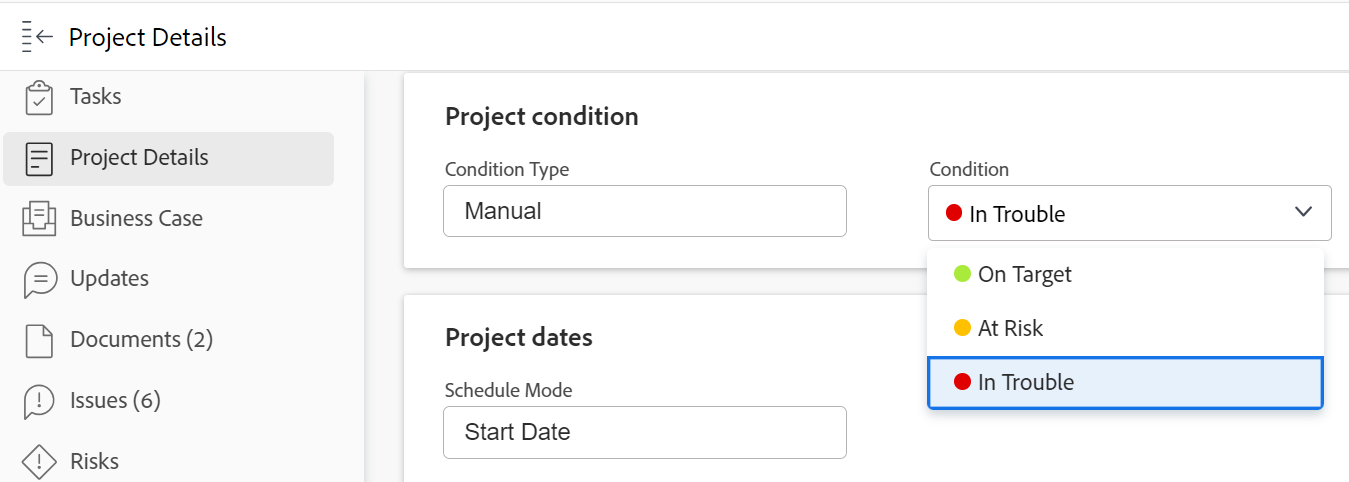 Project Details
Tasks
Project Details
Business Case
Updates
Documents (2)
Issues (6)
Risks
Project condition
Condition Type
Manual
Condition
In Trouble
On Target
At Risk
In Trouble
Project dates
Schedule Mode
Start Date